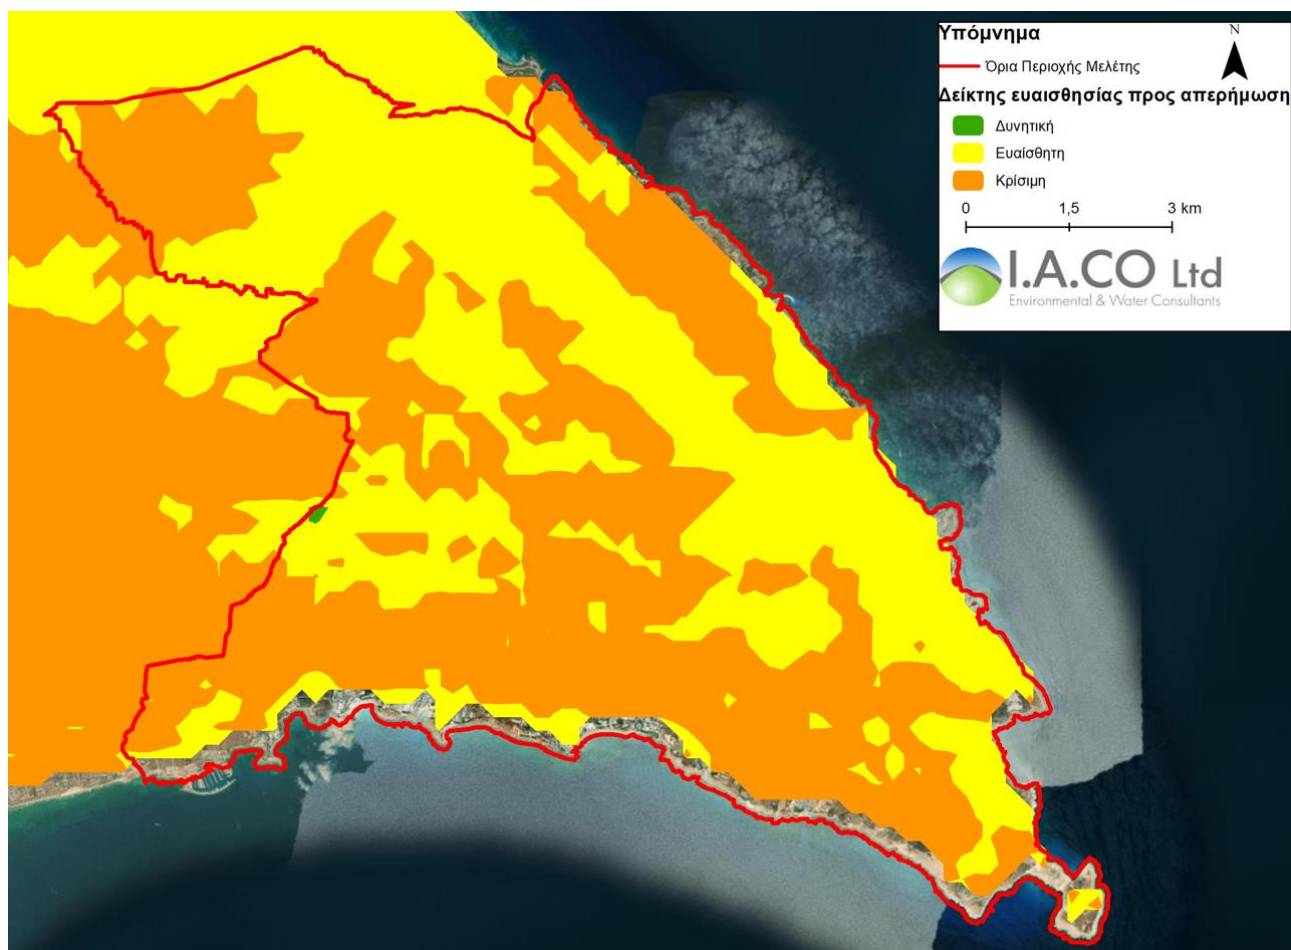 Υπόμνημα
N
Όρια Περιοχής Μελέτης
Δείκτης ευαισθησίας προς απερήμωση
Δυνητική
Ευαίσθητη
Κρίσιμη
0 1,5 3 km
I.A.CO Ltd
Environmental & Water Consultants